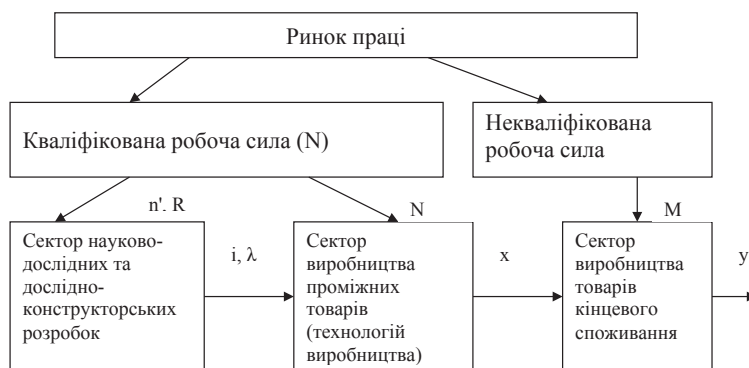 Ринок праці
Кваліфікована робоча сила (N)
Некваліфікована
робоча сила
n'. R
N
M
Сектор науково-
дослідних та
дослідно-
конструкторських
розробок
i, λ
Сектор
виробництва
проміжних
товарів
(технологій
виробництва)
x
Сектор
виробництва
товарів
кінцевого
споживання
y